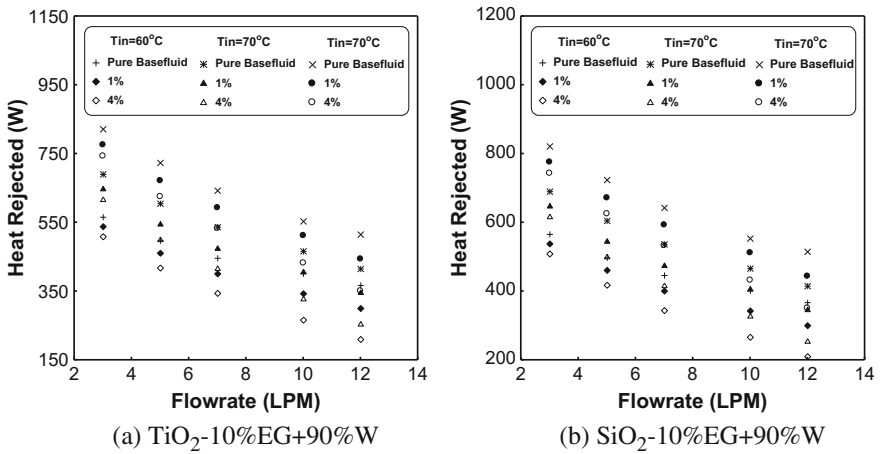 1150
950
750
550
350
150
Heat Rejected (W)
Tin=60°C Tin=70°C Tin=70°C
+ Pure Basefluid ✳ Pure Basefluid × Pure Basefluid
◆ 1% ▲ 1% ● 1%
◇ 4% △ 4% ○ 4%
2 4 6 8 10 12 14
Flowrate (LPM)
(a) TiO₂-10%EG+90%W
1200
1000
800
600
400
200
Heat Rejected (W)
Tin=60°C Tin=70°C Tin=70°C
+ Pure Basefluid ✳ Pure Basefluid × Pure Basefluid
◆ 1% ▲ 1% ● 1%
◇ 4% △ 4% ○ 4%
2 4 6 8 10 12 14
Flowrate (LPM)
(b) SiO₂-10%EG+90%W